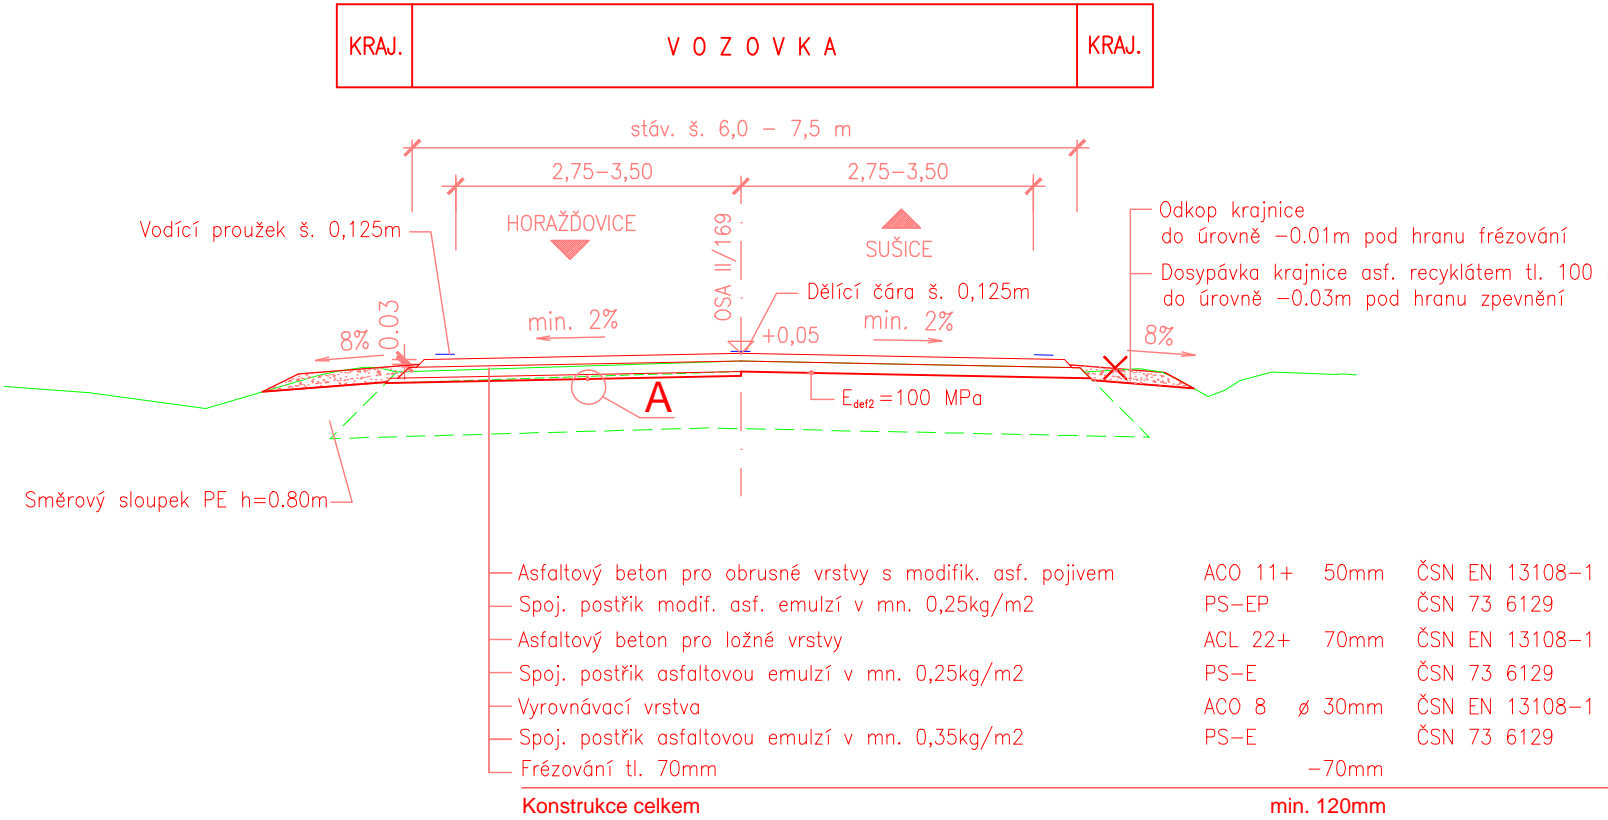 KRAJ. VOZOVKA KRAJ.
stáv. š. 6,0 – 7,5 m
2,75–3,50 2,75–3,50
Vodící proužek š. 0,125m
HORAŽĎOVICE
OSA II/169
SUŠICE
Odkop krajnice
do úrovně –0.01m pod hranu frézování
Dosypávka krajnice asf. recyklátem tl. 100
do úrovně –0.03m pod hranu zpevnění
Dělící čára š. 0,125m
8% 0.03 min. 2% +0,05 min. 2% 8%
A
Edef2=100 MPa
Směrový sloupek PE h=0.80m
Asfaltový beton pro obrusné vrstvy s modifik. asf. pojivem ACO 11+ 50mm ČSN EN 13108–1
Spoj. postřik modif. asf. emulzí v mn. 0,25kg/m2 PS–EP ČSN 73 6129
Asfaltový beton pro ložné vrstvy ACL 22+ 70mm ČSN EN 13108–1
Spoj. postřik asfaltovou emulzí v mn. 0,25kg/m2 PS–E ČSN 73 6129
Vyrovnávací vrstva ACO 8 ø 30mm ČSN EN 13108–1
Spoj. postřik asfaltovou emulzí v mn. 0,35kg/m2 PS–E ČSN 73 6129
Frézování tl. 70mm –70mm
Konstrukce celkem min. 120mm